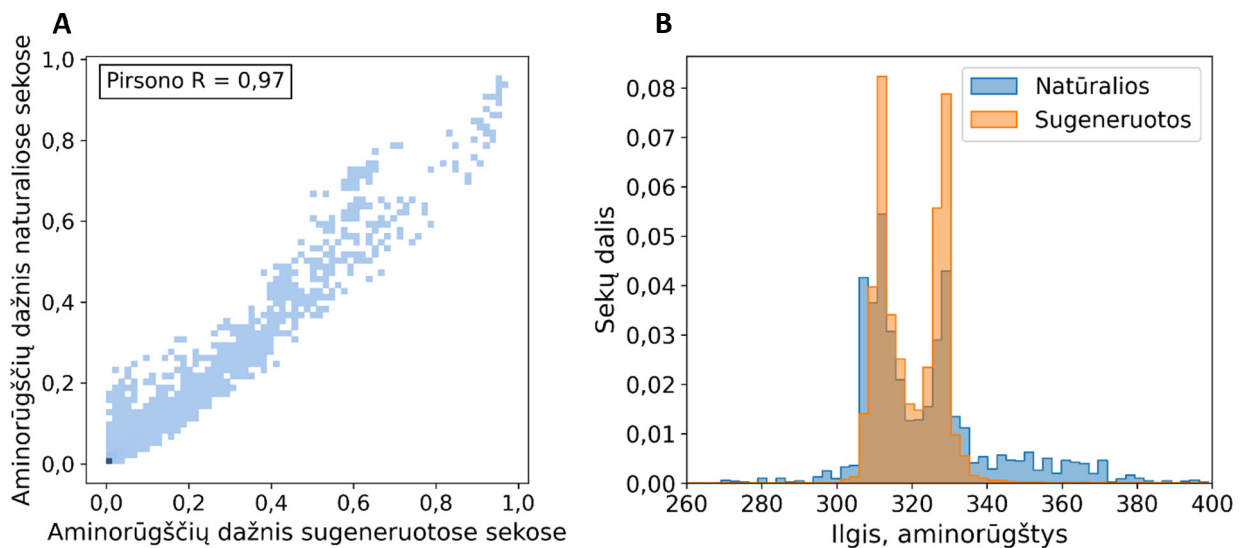 A
Pirsono R = 0,97
Aminorūgščių dažnis naturaliose sekose
1,0
0,8
0,6
0,4
0,2
0,0
0,0 0,2 0,4 0,6 0,8 1,0
Aminorūgščių dažnis sugeneruotose sekose
B
Natūralios
Sugeneruotos
Sekų dalis
0,08
0,07
0,06
0,05
0,04
0,03
0,02
0,01
0,00
260 280 300 320 340 360 380 400
Ilgis, aminorūgštys